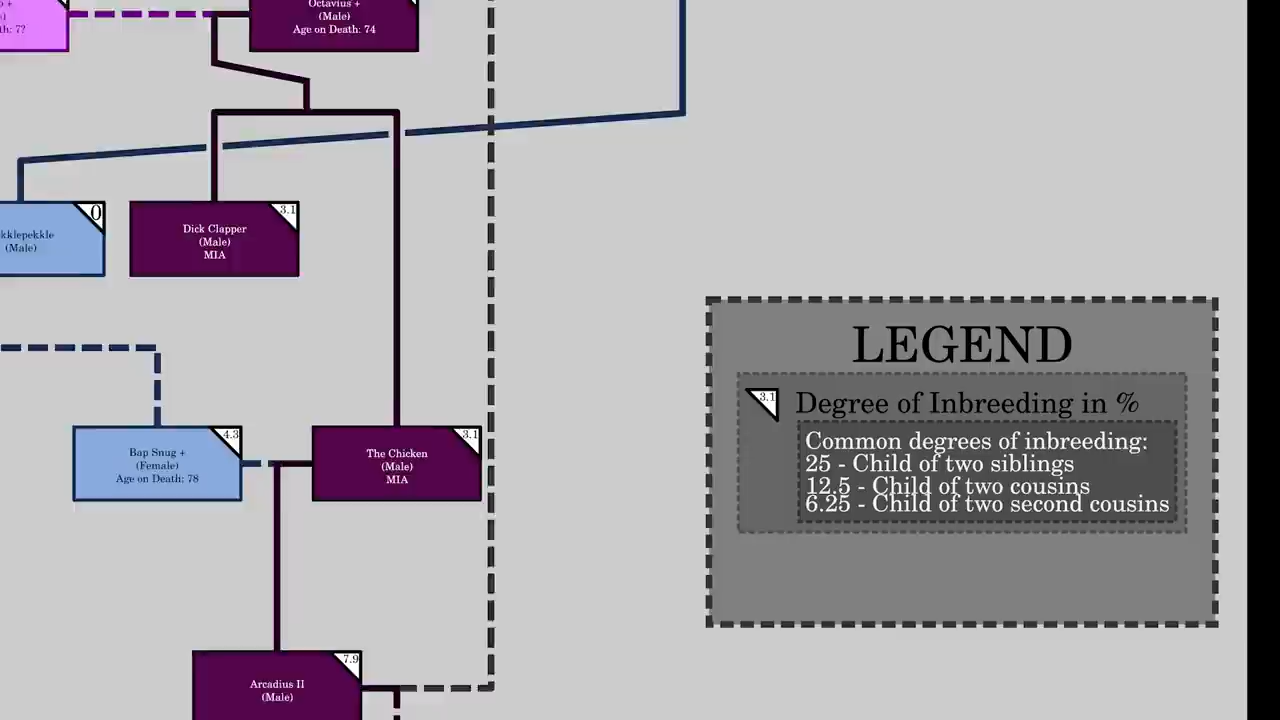 Octavius +
(Male)
Age on Death: 74
0
Dick Clapper
(Male)
MIA
3.1
(Male)
LEGEND
3.1
Degree of Inbreeding in %
Common degrees of inbreeding:
25 - Child of two siblings
12.5 - Child of two cousins
6.25 - Child of two second cousins
Bap Snug +
(Female)
Age on Death: 78
4.3
The Chicken
(Male)
MIA
3.1
Arcadius II
(Male)
7.9